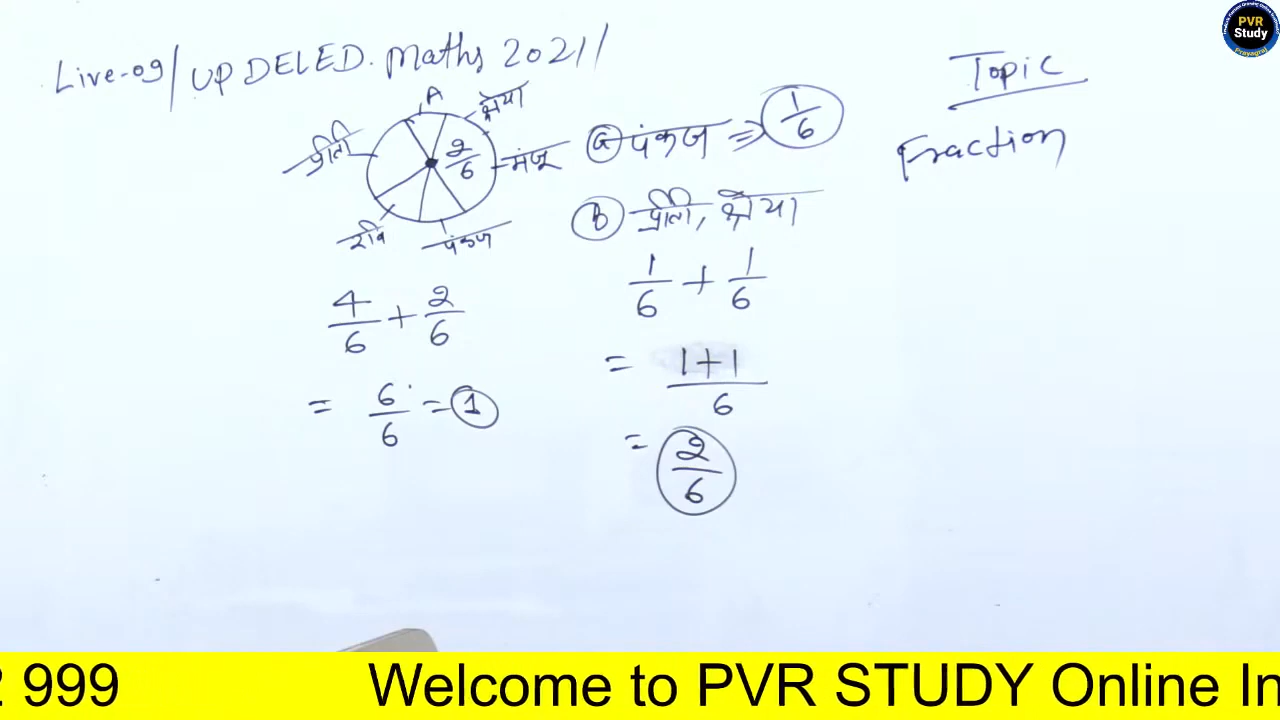 Live-09/UP DELED. Maths 2021/
Topic
Fraction
A
श्रेया
प्रीती
2/6
मंजू
रवि
पंकज
4/6 + 2/6
= 6/6 = 1
a पंकज ⇒ 1/6
b प्रीती, श्रेया
1/6 + 1/6
= 1+1/6
= 2/6
PVR
Study
Prayagraj
999 Welcome to PVR STUDY Online In